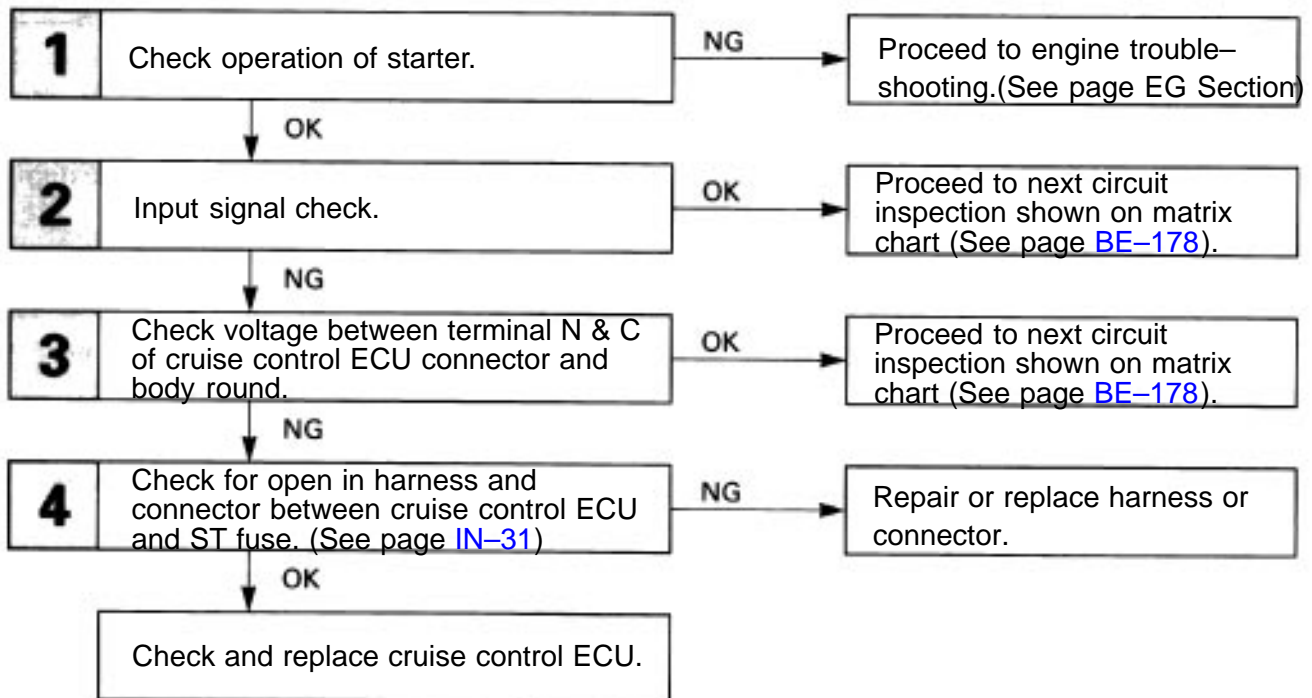 1
Check operation of starter.
NG
Proceed to engine trouble–
shooting.(See page EG Section)
OK
2
Input signal check.
OK
Proceed to next circuit
inspection shown on matrix
chart (See page BE–178).
NG
3
Check voltage between terminal N & C
of cruise control ECU connector and
body round.
OK
Proceed to next circuit
inspection shown on matrix
chart (See page BE–178).
NG
4
Check for open in harness and
connector between cruise control ECU
and ST fuse. (See page IN–31)
NG
Repair or replace harness or
connector.
OK
Check and replace cruise control ECU.